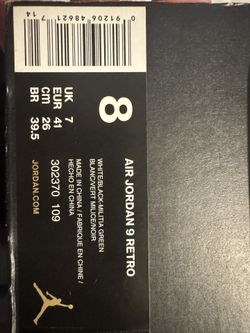 AIR JORDAN 9 RETRO
WHITE/BLACK-MILITIA GREEN
BLANC/VERT MILICE/NOIR
MADE IN CHINA / FABRIQUE EN CHINE /
HECHO EN CHINA
302370 109
8
UK 7
EUR 41
CM 26
BR 39.5
0 91206 48621 7 14
JORDAN.COM